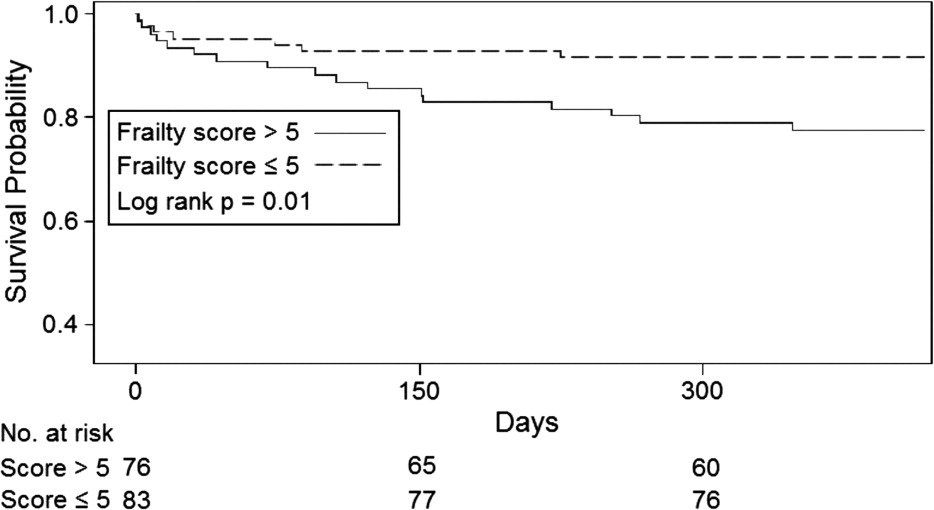 1.0
0.8
0.6
0.4
Survival Probability
Frailty score > 5
Frailty score ≤ 5
Log rank p = 0.01
0 150 300
Days
No. at risk
Score > 5 76 65 60
Score ≤ 5 83 77 76